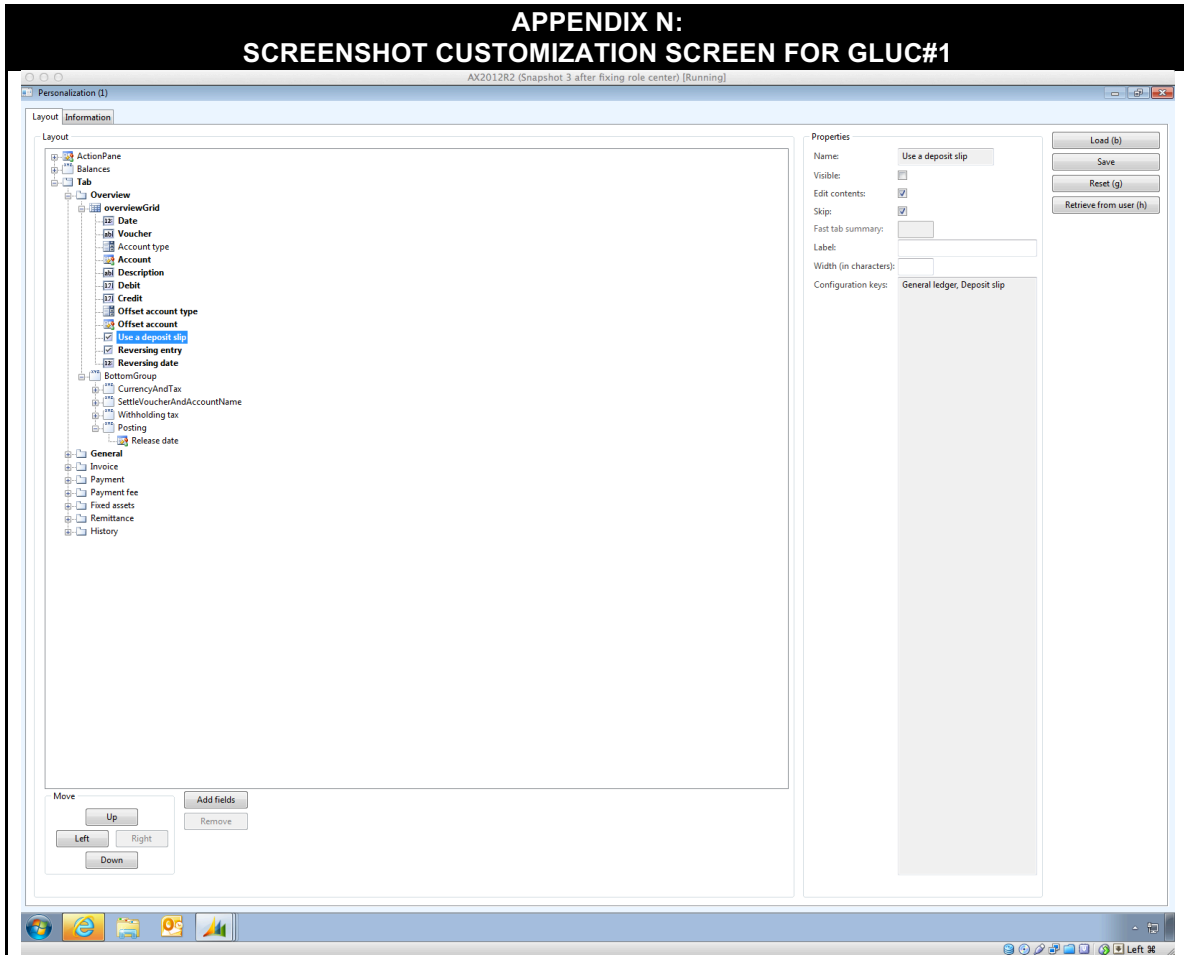 APPENDIX N:
SCREENSHOT CUSTOMIZATION SCREEN FOR GLUC#1
AX2012R2 (Snapshot 3 after fixing role center) [Running]
Personalization (1)
Layout Information
Layout
ActionPane
Balances
Tab
Overview
overviewGrid
Date
Voucher
Account type
Account
Description
Debit
Credit
Offset account type
Offset account
Use a deposit slip
Reversing entry
Reversing date
BottomGroup
CurrencyAndTax
SettleVoucherAndAccountName
Withholding tax
Posting
Release date
General
Invoice
Payment
Payment fee
Fixed assets
Remittance
History
Move
Up
Left Right
Down
Add fields
Remove
Properties
Name: Use a deposit slip
Visible:
Edit contents:
Skip:
Fast tab summary:
Label:
Width (in characters):
Configuration keys: General ledger, Deposit slip
Load (b)
Save
Reset (g)
Retrieve from user (h)
Left ⌘